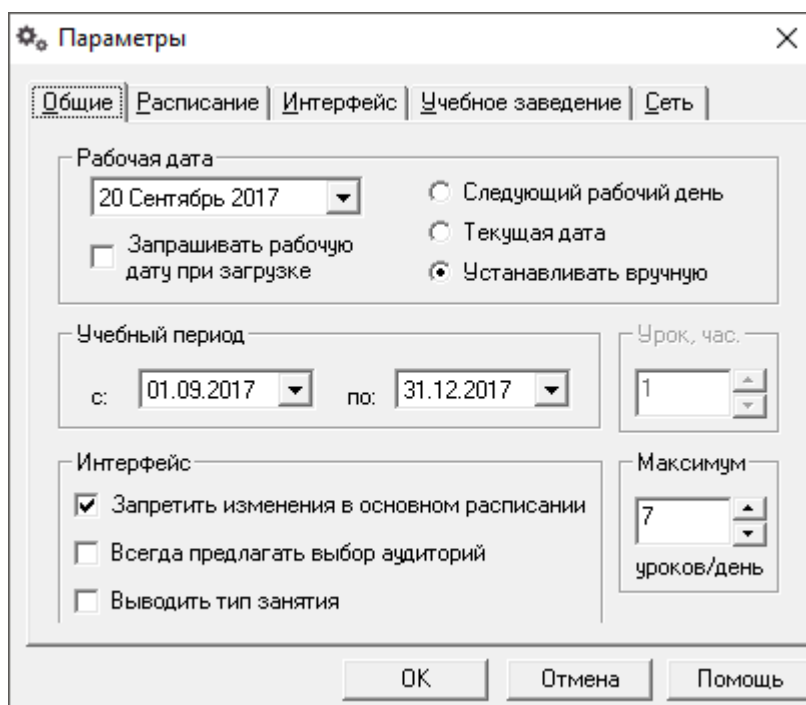 Параметры
Общие Расписание Интерфейс Учебное заведение Сеть
Рабочая дата
20 Сентябрь 2017
Запрашивать рабочую
дату при загрузке
Следующий рабочий день
Текущая дата
Устанавливать вручную
Учебный период
с: 01.09.2017 по: 31.12.2017
Урок, час.
1
Интерфейс
Запретить изменения в основном расписании
Всегда предлагать выбор аудиторий
Выводить тип занятия
Максимум
7
уроков/день
ОК Отмена Помощь